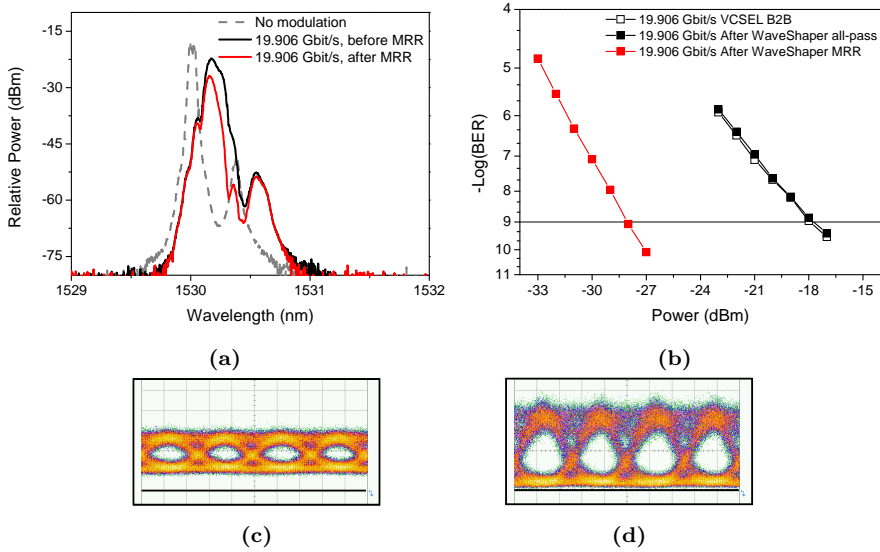 No modulation
19.906 Gbit/s, before MRR
19.906 Gbit/s, after MRR
-15
-30
-45
-60
-75
Relative Power (dBm)
1529
1530
1531
1532
Wavelength (nm)
(a)
19.906 Gbit/s VCSEL B2B
19.906 Gbit/s After WaveShaper all-pass
19.906 Gbit/s After WaveShaper MRR
4
5
6
7
8
9
10
11
-Log(BER)
-33
-30
-27
-24
-21
-18
-15
Power (dBm)
(b)
(c)
(d)